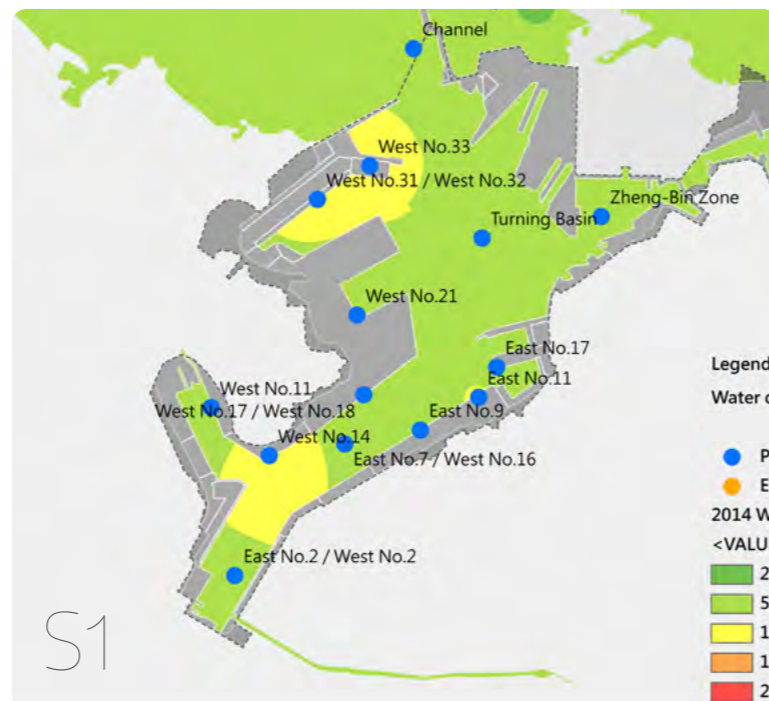 Channel
West No.33
West No.31 / West No.32
Zheng-Bin Zone
Turning Basin
West No.21
East No.17
Legend
West No.11
East No.11
Water
West No.17 / West No.18
East No.9
West No.14
East No.7 / West No.16
P
E
2014 W
<VALU
East No.2 / West No.2
2
5
1
1
2
S1